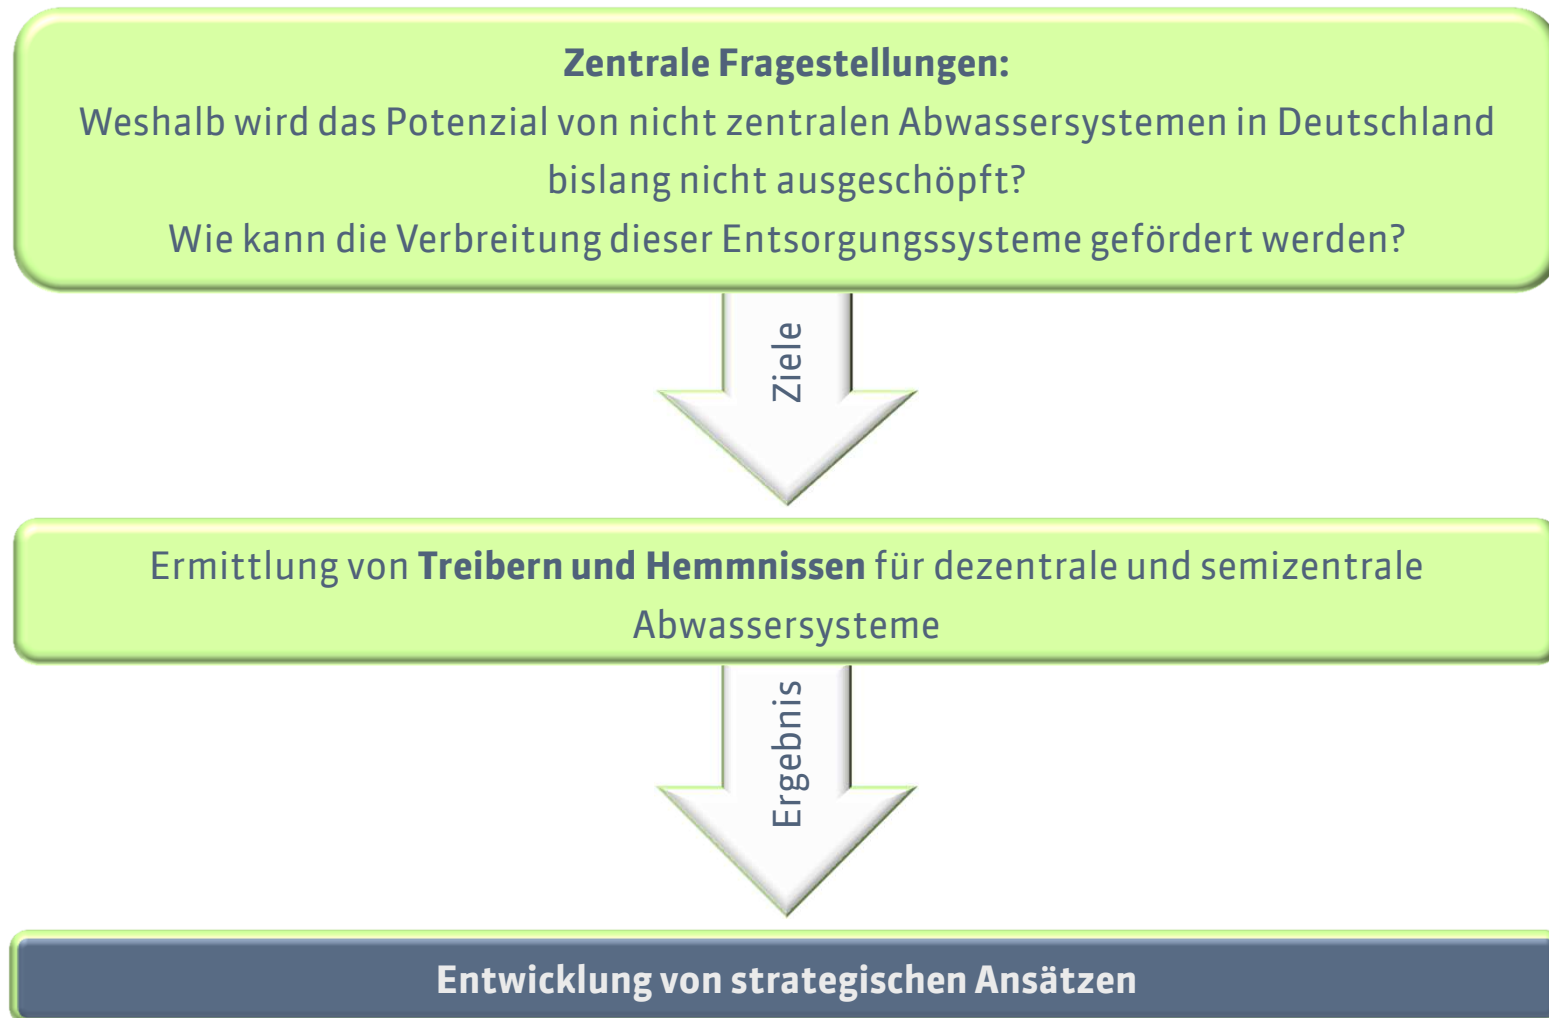 Zentrale Fragestellungen:
Weshalb wird das Potenzial von nicht zentralen Abwassersystemen in Deutschland
bislang nicht ausgeschöpft?
Wie kann die Verbreitung dieser Entsorgungssysteme gefördert werden?
Ziele
Ermittlung von Treibern und Hemmnissen für dezentrale und semizentrale
Abwassersysteme
Ergebnis
Entwicklung von strategischen Ansätzen